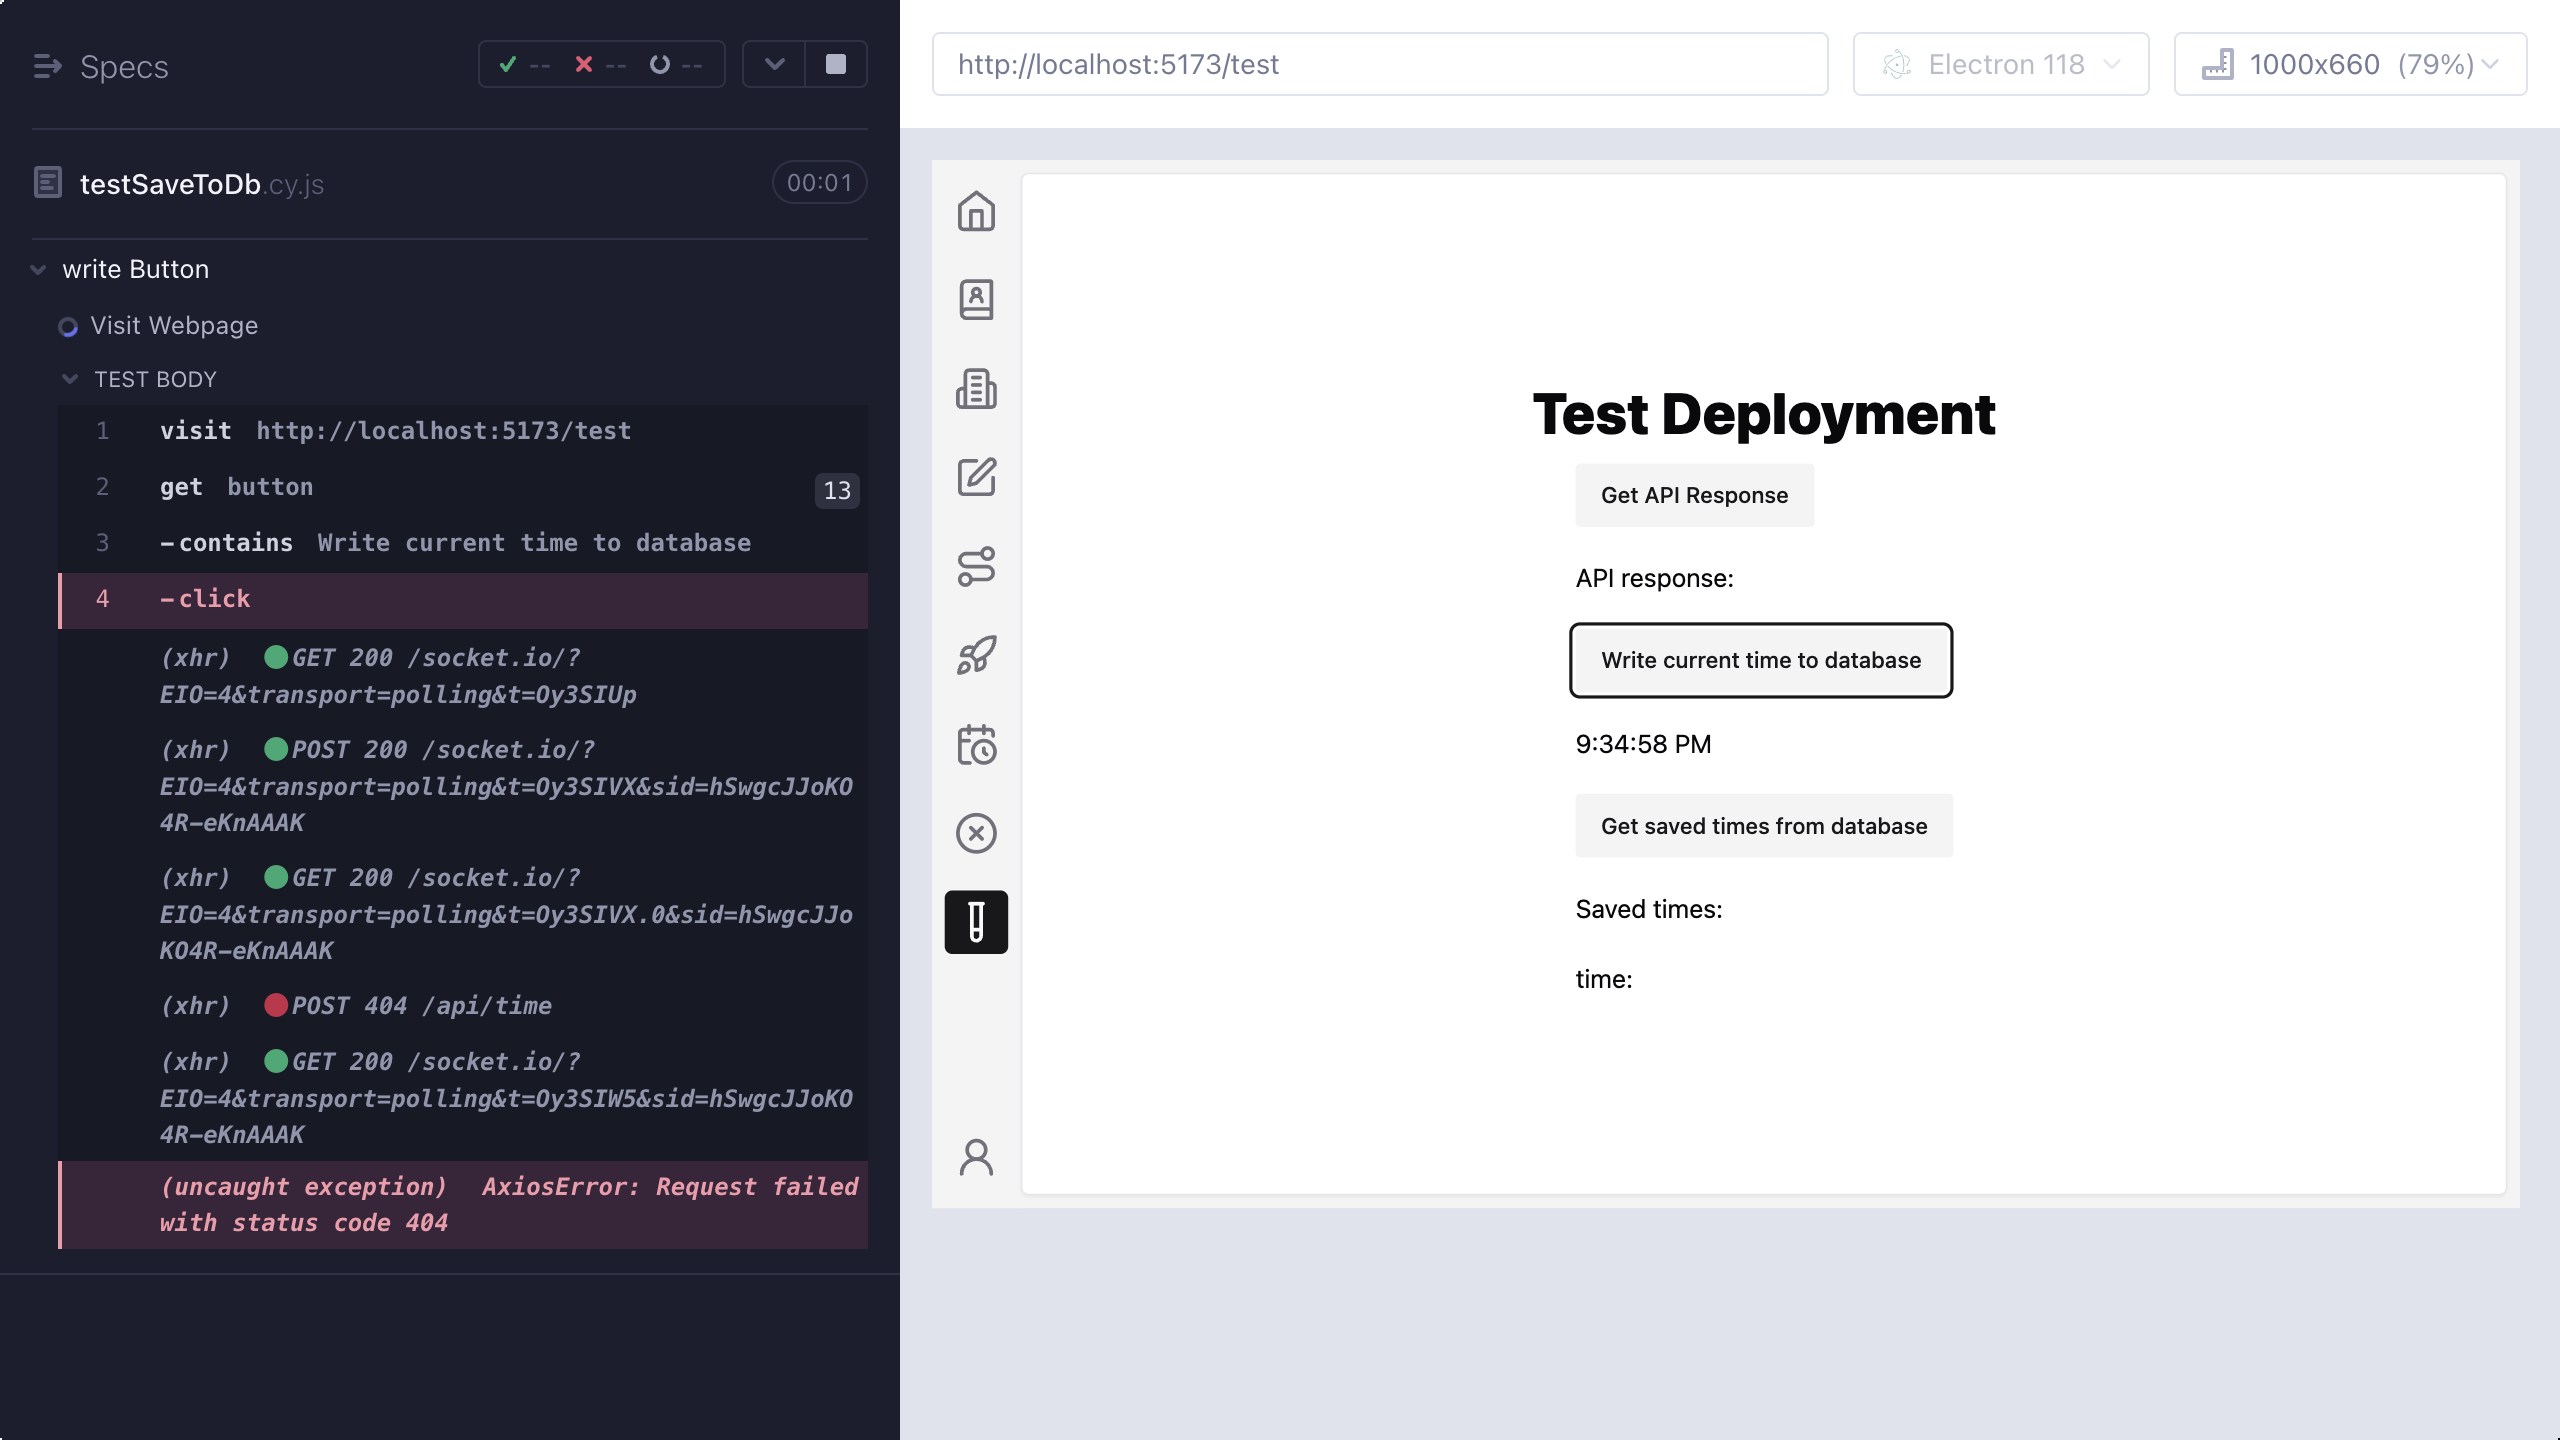 Specs
-- -- --
testSaveToDb.cy.js
00:01
write Button
Visit Webpage
TEST BODY
1 visit http://localhost:5173/test
2 get button 13
3 -contains Write current time to database
4 -click
(xhr) GET 200 /socket.io/?
EIO=4&transport=polling&t=Oy3SIUp
(xhr) POST 200 /socket.io/?
EIO=4&transport=polling&t=Oy3SIVX&sid=hSwgcJJoKO
4R-eKnAAAK
(xhr) GET 200 /socket.io/?
EIO=4&transport=polling&t=Oy3SIVX.0&sid=hSwgcJJo
KO4R-eKnAAAK
(xhr) POST 404 /api/time
(xhr) GET 200 /socket.io/?
EIO=4&transport=polling&t=Oy3SIW5&sid=hSwgcJJoKO
4R-eKnAAAK
(uncaught exception) AxiosError: Request failed
with status code 404
http://localhost:5173/test
Electron 118
1000x660 (79%)
Test Deployment
Get API Response
API response:
Write current time to database
9:34:58 PM
Get saved times from database
Saved times:
time: